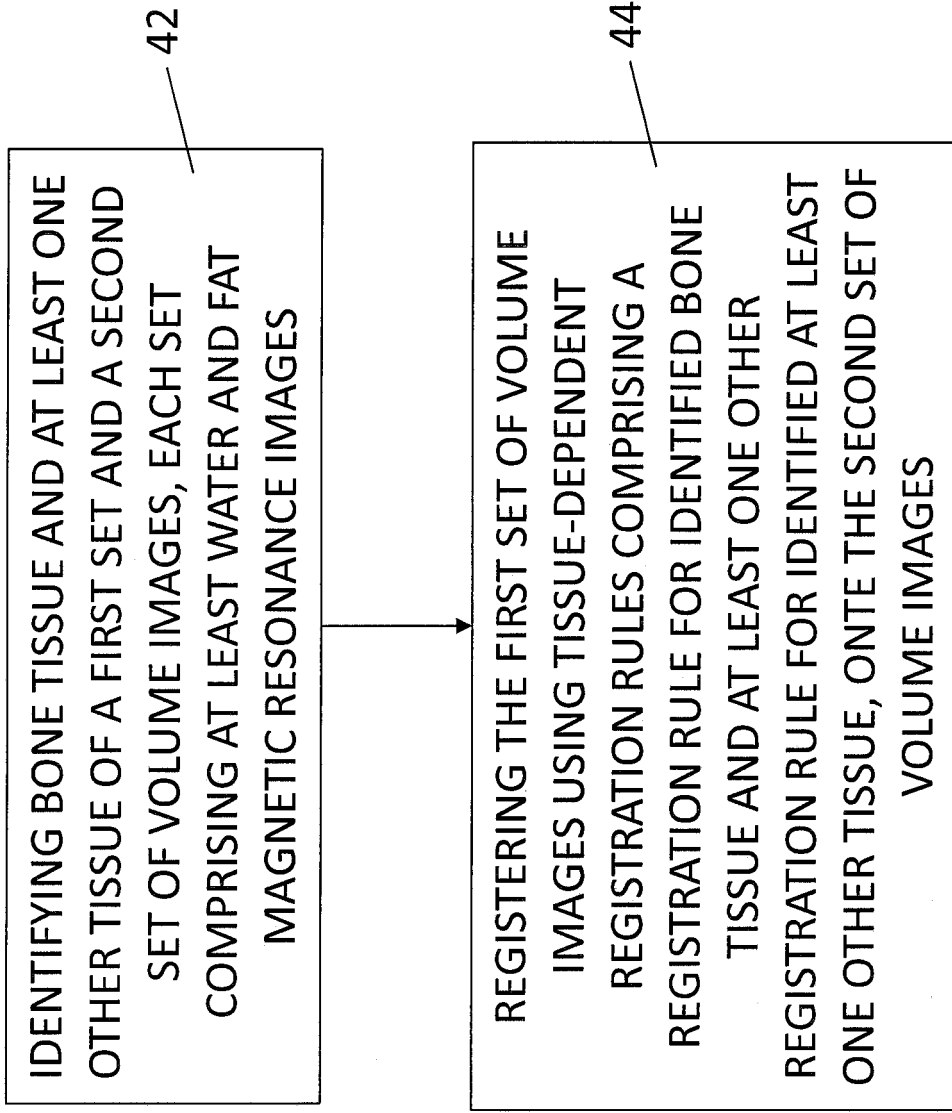 IDENTIFYING BONE TISSUE AND AT LEAST ONE
OTHER TISSUE OF A FIRST SET AND A SECOND
SET OF VOLUME IMAGES, EACH SET
COMPRISING AT LEAST WATER AND FAT
MAGNETIC RESONANCE IMAGES
42
REGISTERING THE FIRST SET OF VOLUME
IMAGES USING TISSUE-DEPENDENT
REGISTRATION RULES COMPRISING A
REGISTRATION RULE FOR IDENTIFIED BONE
TISSUE AND AT LEAST ONE OTHER
REGISTRATION RULE FOR IDENTIFIED AT LEAST
ONE OTHER TISSUE, ONTE THE SECOND SET OF
VOLUME IMAGES
44